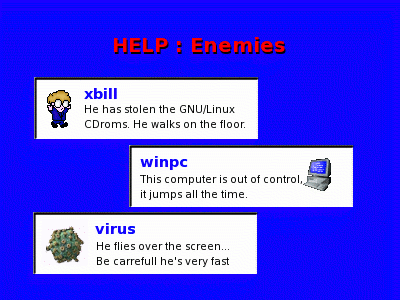 HELP : Enemies
xbill
He has stolen the GNU/Linux
CDroms. He walks on the floor.
winpc
This computer is out of control,
it jumps all the time.
virus
He flies over the screen...
Be carrefull he's very fast